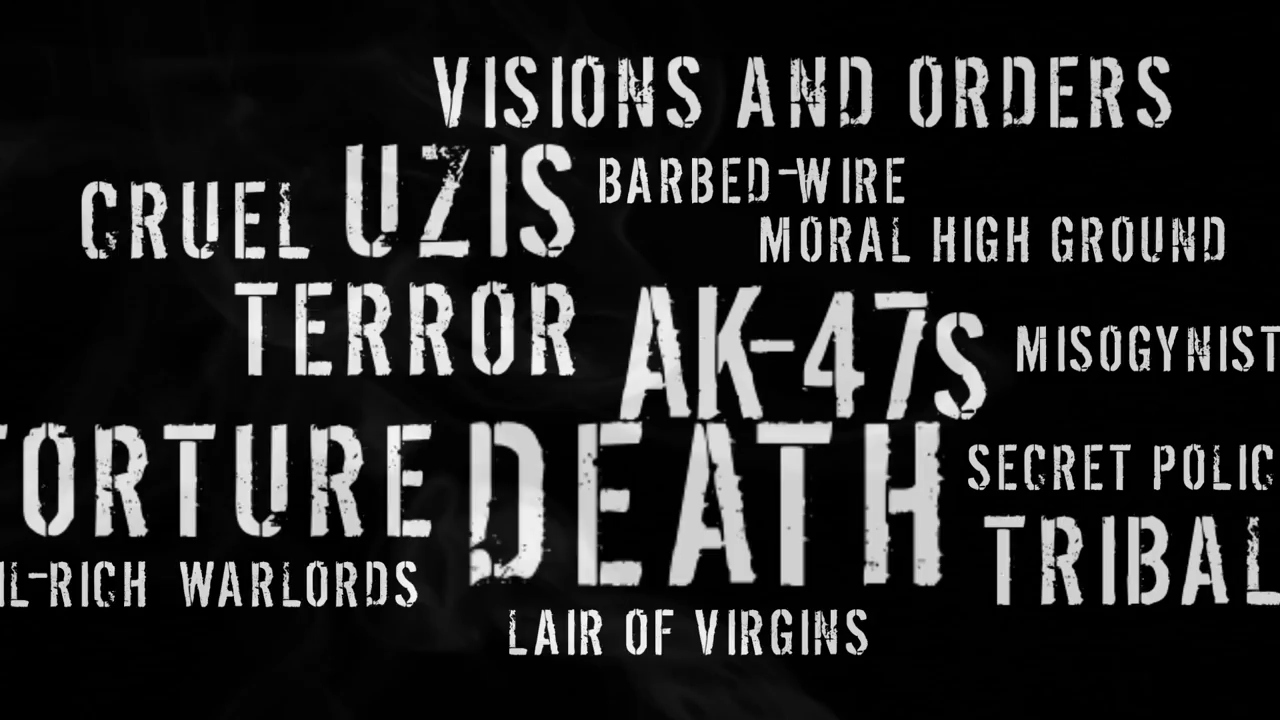 VISIONS AND ORDERS
CRUEL UZIS BARBED-WIRE
MORAL HIGH GROUND
TERROR AK-47s MISOGYNIST
TORTURE DEATH SECRET POLIC
TRIBAL
IL-RICH WARLORDS
LAIR OF VIRGINS